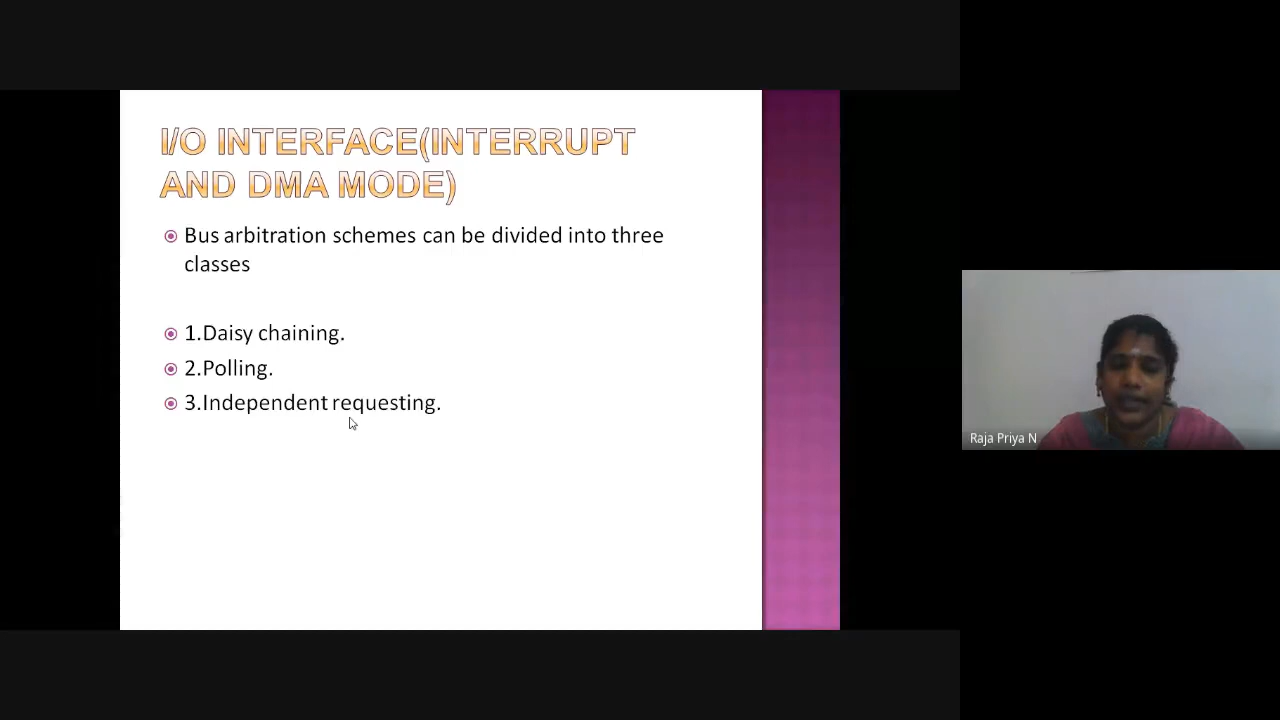 I/O INTERFACE(INTERRUPT
AND DMA MODE)
Bus arbitration schemes can be divided into three
classes
1.Daisy chaining.
2.Polling.
3.Independent requesting.
Raja Priya N